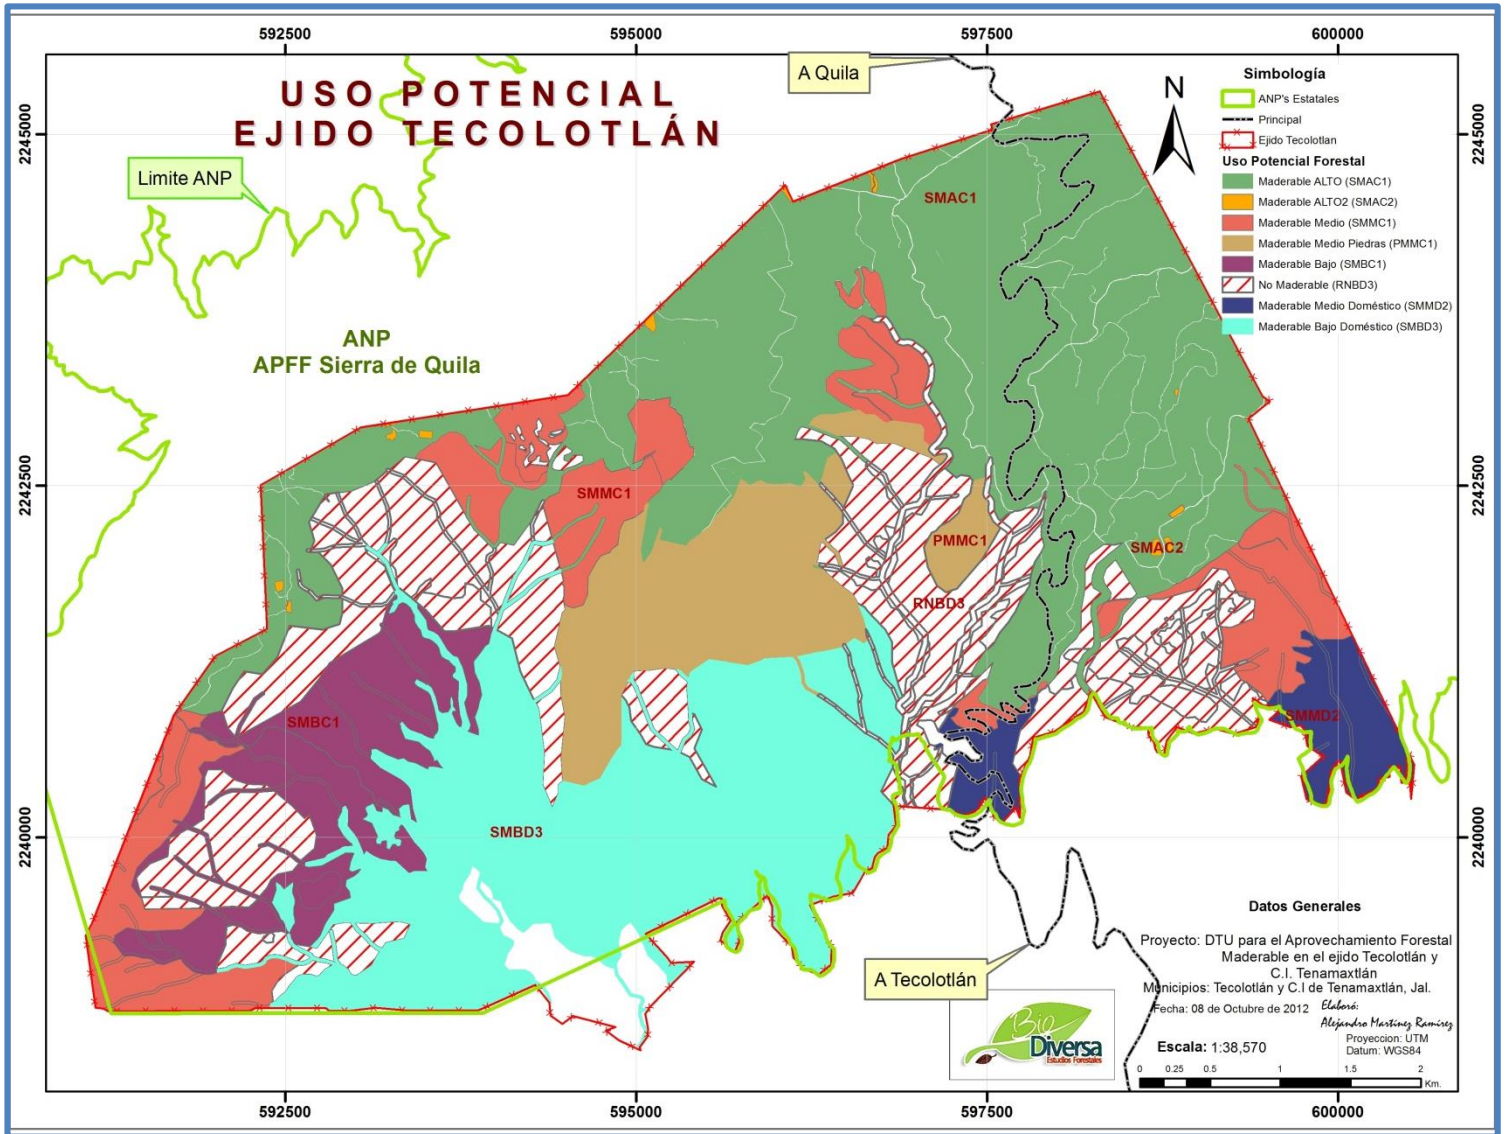 592500
595000
597500
600000
USO POTENCIAL
EJIDO TECOLOTLÁN
A Quila
N
Limite ANP
ANP
APFF Sierra de Quila
Simbología
ANP's Estatales
Principal
Ejido Tecolotlan
Uso Potencial Forestal
Maderable ALTO (SMAC1)
Maderable ALTO2 (SMAC2)
Maderable Medio (SMMC1)
Maderable Medio Piedras (PMMC1)
Maderable Bajo (SMBC1)
No Maderable (RNBD3)
Maderable Medio Doméstico (SMMD2)
Maderable Bajo Doméstico (SMBD3)
2245000
2245000
2242500
2242500
2240000
2240000
SMAC1
SMMC1
PMMC1
SMAC2
RNBD3
SMBC1
SMMD2
SMBD3
A Tecolotlán
Bio
Diversa
Estudios Forestales
Datos Generales
Proyecto: DTU para el Aprovechamiento Forestal
Maderable en el ejido Tecolotlán y
C.I. Tenamaxtlán
Municipios: Tecolotlán y C.I de Tenamaxtlán, Jal.
Fecha: 08 de Octubre de 2012
Elaboró:
Alejandro Martínez Ramírez
Proyeccion: UTM
Datum: WGS84
Escala: 1:38,570
0 0.25 0.5 1 1.5 2
Km.
592500
595000
597500
600000